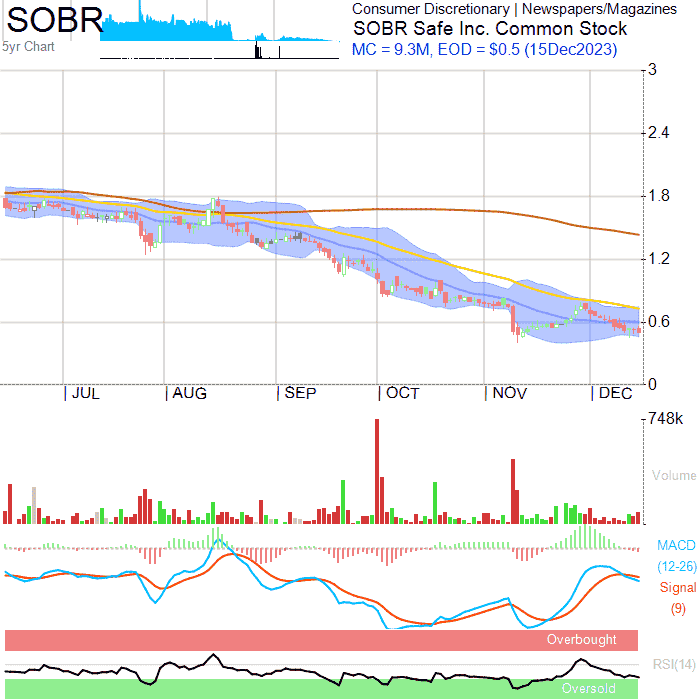 SOBR
5yr Chart
Consumer Discretionary | Newspapers/Magazines
SOBR Safe Inc. Common Stock
MC = 9.3M, EOD = $0.5 (15Dec2023)
3
2.4
1.8
1.2
0.6
0
JUL AUG SEP OCT NOV DEC
748k
Volume
MACD
(12-26)
Signal
(9)
Overbought
RSI(14)
Oversold